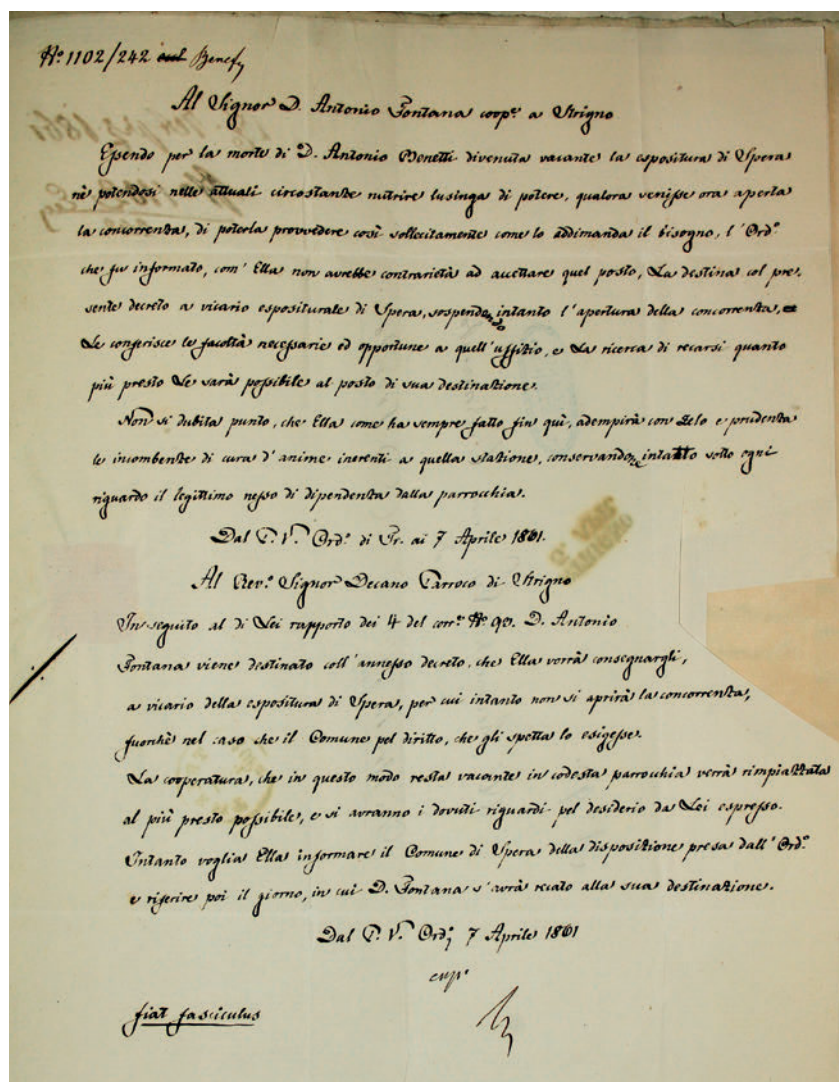 Nº 1102/242 Benef.
Al Signor D. Antonio Fontana coopº a Strigno
Essendo per la morte di D. Antonio Benetti divenuta vacante la espositura di Spera
nè potendosi nelle attuali circostanze nutrire lusinga di potere, qualora venisse ora aperta
la concorrenza, di poterla provvedere così sollecitamente come lo addimanda il bisogno, l'Ordº
che fu informato, com' Ella non avrebbe contrarietà ad accettare quel posto, La destina col pre-
sente decreto a vicario espositurale di Spera, sospendendo intanto l'apertura della concorrenza,
Le conferisce le facoltà necessarie ed opportune a quell'uffizio, e La ricerca di recarsi quanto
più presto Le sarà possibile al posto di sua destinazione.
Non si dubita punto, che Ella come ha sempre fatto fin quì, adempirà con zelo e prudenza
le incombenze di cura d'anime inerenti a quella stazione, conservando intatto sotto ogni
riguardo il legittimo nesso di dipendenza dalla parrocchia.
Dal P. V. Ordº di Tr. ai 7 Aprile 1861.
Al Revº Signor Decano Parroco di Strigno
In seguito al di Lei rapporto dei 4 del corrº Nº 93. D. Antonio
Fontana viene destinato coll'annesso decreto, che Ella vorrà consegnargli,
a vicario della espositura di Spera, per cui intanto non si aprirà la concorrenza,
fuorchè nel caso che il Comune pel diritto, che gli spetta lo esigesse.
La cooperatura, che in questo modo resta vacante in codesta parrocchia verrà rimpiazzata
al più presto possibile, e si avranno i dovuti riguardi pel desiderio da Lei espresso.
Intanto voglia Ella informare il Comune di Spera della disposizione presa dall'Ordº
e riferire poi il giorno, in cui D. Fontana s'avrà recato alla sua destinazione.
Dal P. V. Ord. 7 Aprile 1861
fiat fasciculus